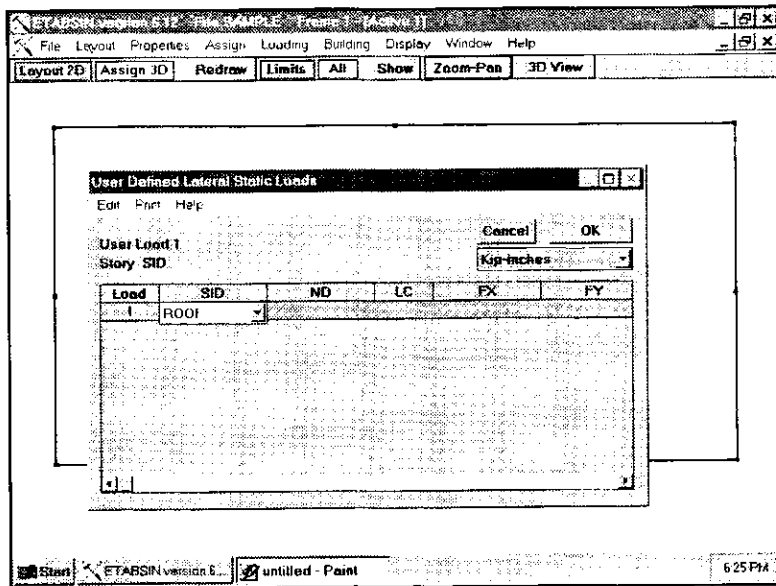 ETABSIN version 6.12 - File SAMPLE - Frame 1 - [Active 1]
File Layout Properties Assign Loading Building Display Window Help
Layout 2D Assign 3D Redraw Limits All Show Zoom-Pan 3D View
User Defined Lateral Static Loads
Edit Print Help
Cancel OK
User Load 1
Story SID
Kip-inches
Load SID ND LC FX FY
1 ROOF
Start ETABSIN version 6... untitled - Paint 6:25 PM